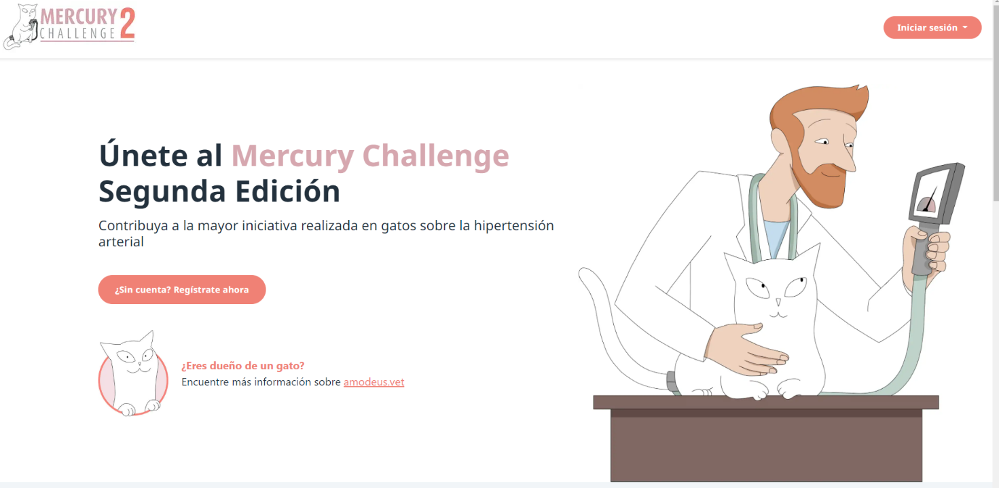 MERCURY
CHALLENGE 2
Iniciar sesión
Únete al Mercury Challenge
Segunda Edición
Contribuya a la mayor iniciativa realizada en gatos sobre la hipertensión
arterial
¿Sin cuenta? Regístrate ahora
¿Eres dueño de un gato?
Encuentre más información sobre amodeus.vet